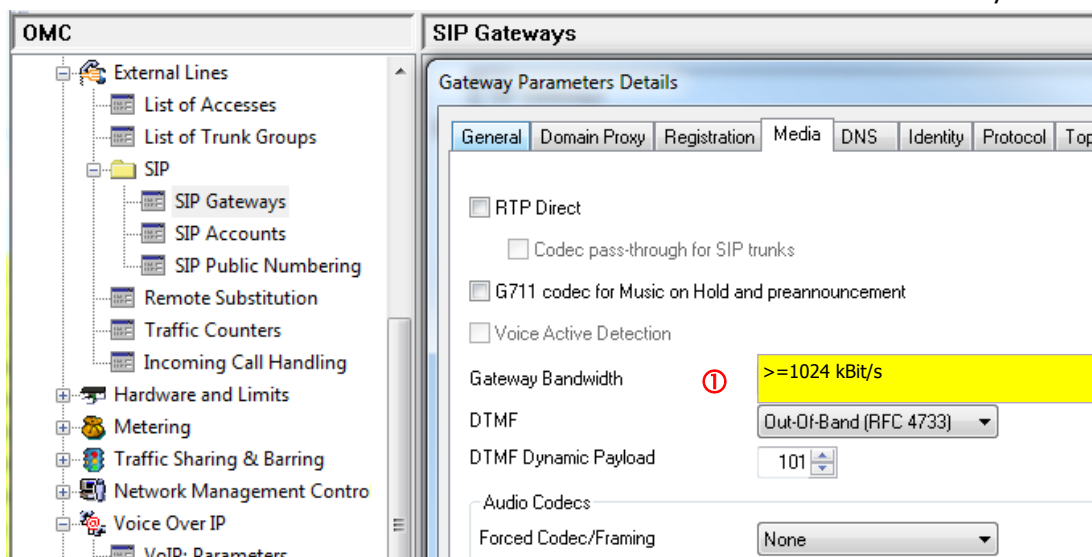 OMC
SIP Gateways
External Lines
List of Accesses
List of Trunk Groups
SIP
SIP Gateways
SIP Accounts
SIP Public Numbering
Remote Substitution
Traffic Counters
Incoming Call Handling
Hardware and Limits
Metering
Traffic Sharing & Barring
Network Management Contro
Voice Over IP
VoIP: Parameters
Gateway Parameters Details
General Domain Proxy Registration Media DNS Identity Protocol Top
RTP Direct
Codec pass-through for SIP trunks
G711 codec for Music on Hold and preannouncement
Voice Active Detection
Gateway Bandwidth ① >=1024 kBit/s
DTMF Out-Of-Band (RFC 4733)
DTMF Dynamic Payload 101
Audio Codecs
Forced Codec/Framing None